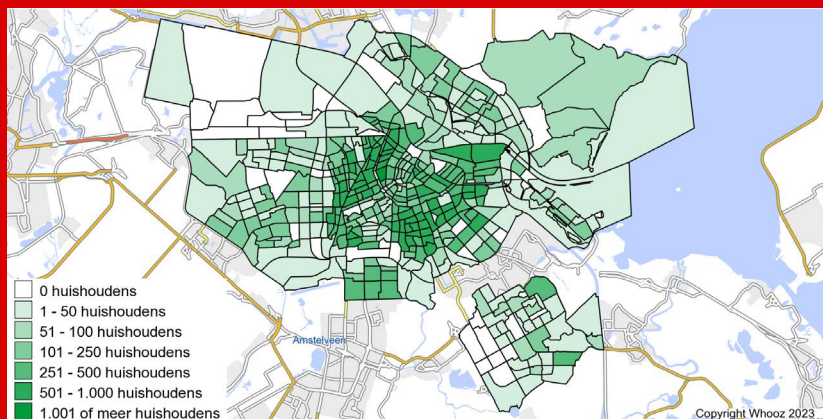 0 huishoudens
1 - 50 huishoudens
51 - 100 huishoudens
101 - 250 huishoudens
251 - 500 huishoudens
501 - 1.000 huishoudens
1.001 of meer huishoudens
Amstelveen
Copyright Whooz 2023